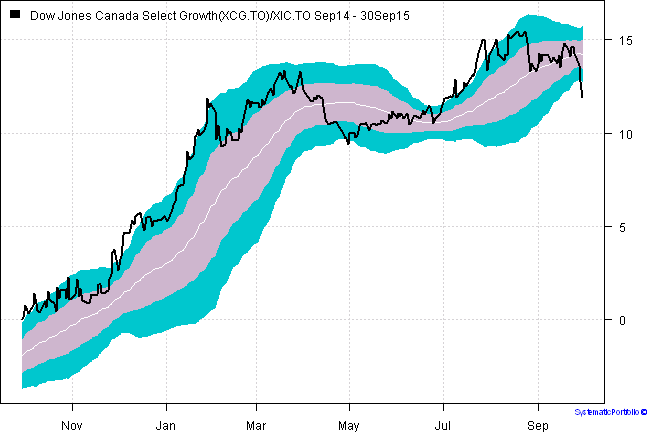 Dow Jones Canada Select Growth(XCG.TO)/XIC.TO Sep14 - 30Sep15
15
10
5
0
Nov Jan Mar May Jul Sep
SystematicPortfolio ©